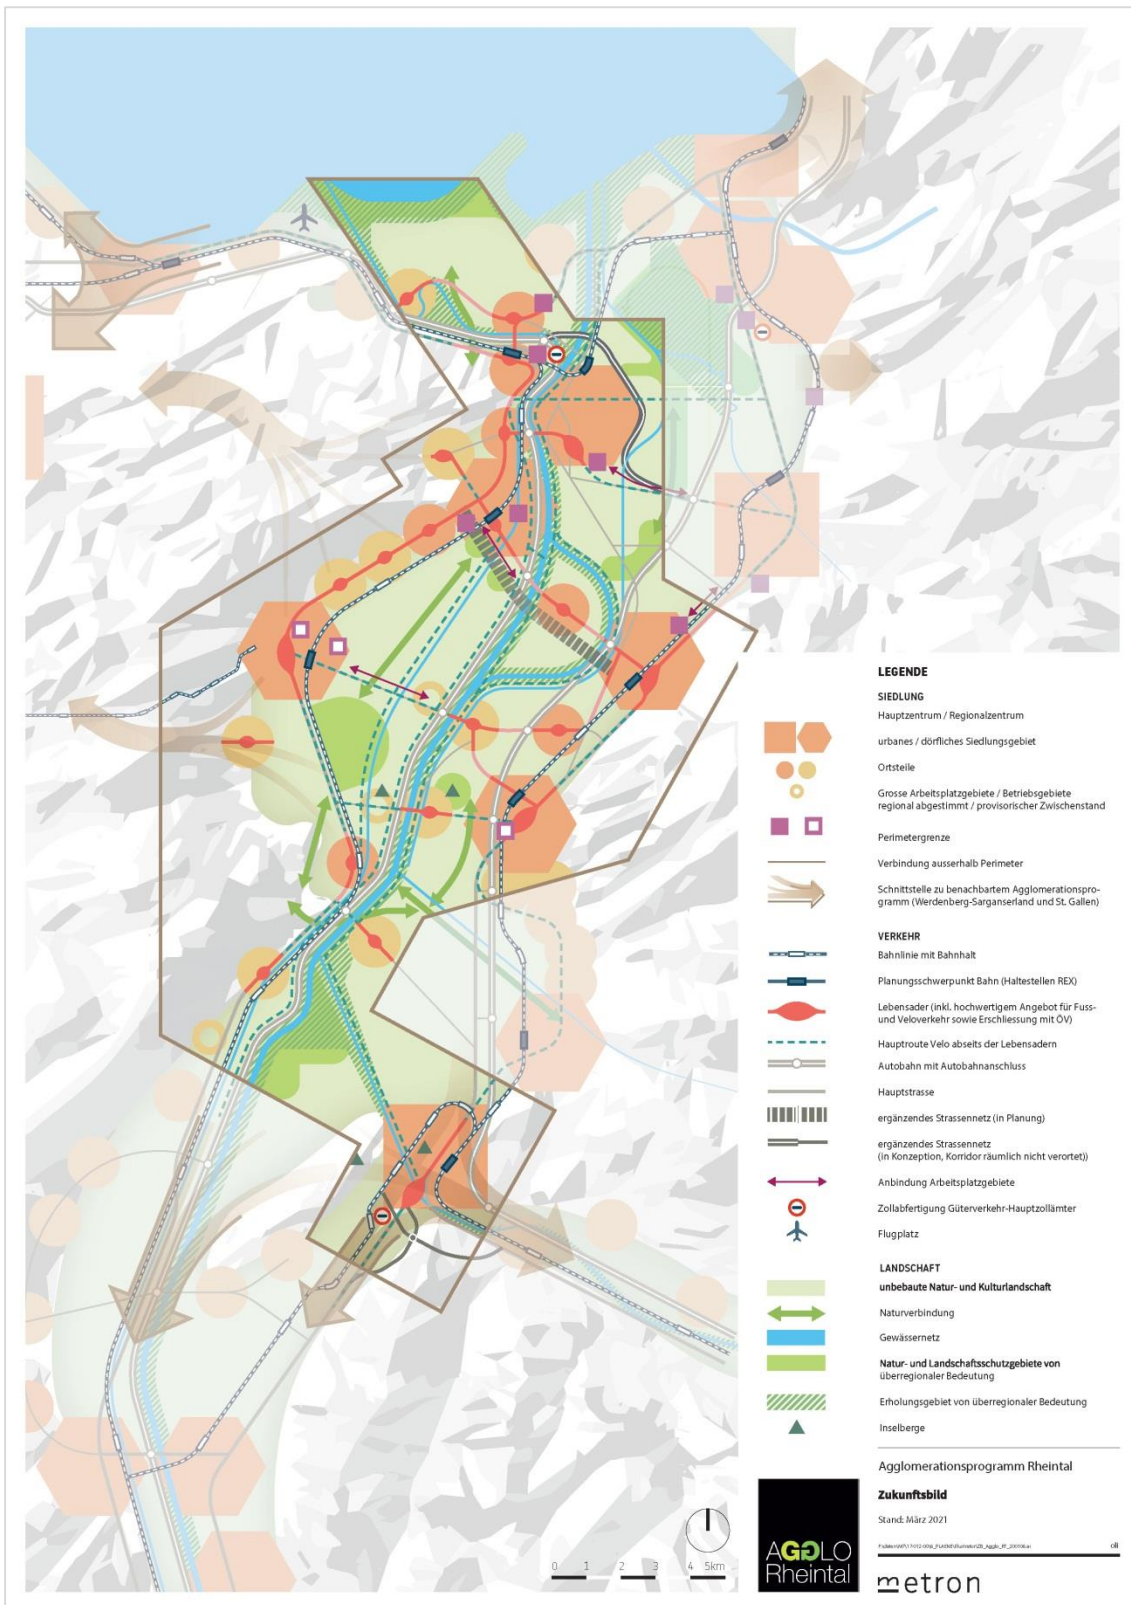 LEGENDE
SIEDLUNG
Hauptzentrum / Regionalzentrum
urbanes / dörfliches Siedlungsgebiet
Ortsteile
Grosse Arbeitsplatzgebiete / Betriebsgebiete
regional abgestimmt / provisorischer Zwischenstand
Perimetergrenze
Verbindung ausserhalb Perimeter
Schnittstelle zu benachbartem Agglomerationspro-
gramm (Werdenberg-Sarganserland und St. Gallen)
VERKEHR
Bahnlinie mit Bahnhalt
Planungsschwerpunkt Bahn (Haltestellen REX)
Lebensader (inkl. hochwertigem Angebot für Fuss-
und Veloverkehr sowie Erschliessung mit ÖV)
Hauptroute Velo abseits der Lebensadern
Autobahn mit Autobahnanschluss
Hauptstrasse
ergänzendes Strassennetz (in Planung)
ergänzendes Strassennetz
(in Konzeption, Korridor räumlich nicht verortet))
Anbindung Arbeitsplatzgebiete
Zollabfertigung Güterverkehr-Hauptzollämter
Flugplatz
LANDSCHAFT
unbebaute Natur- und Kulturlandschaft
Naturverbindung
Gewässernetz
Natur- und Landschaftsschutzgebiete von
überregionaler Bedeutung
Erholungsgebiet von überregionaler Bedeutung
Inselberge
Agglomerationsprogramm Rheintal
Zukunftsbild
Stand: März 2021
0 1 2 3 4 5km
AGGLO
Rheintal
metron